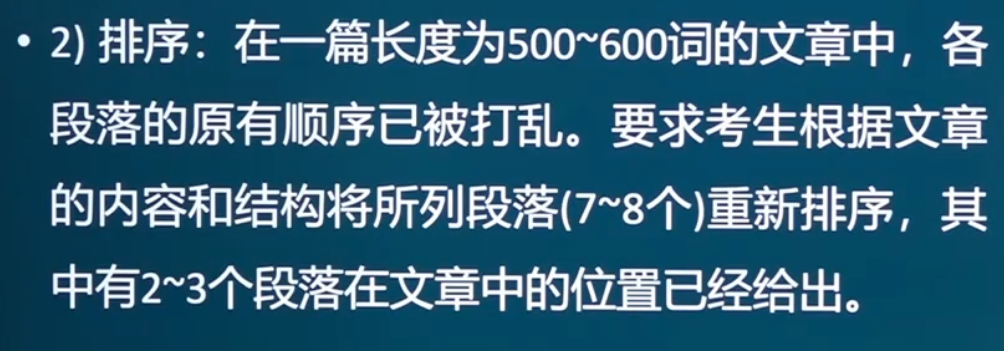 • 2) 排序：在一篇长度为500~600词的文章中，各
段落的原有顺序已被打乱。要求考生根据文章
的内容和结构将所列段落(7~8个)重新排序，其
中有2~3个段落在文章中的位置已经给出。